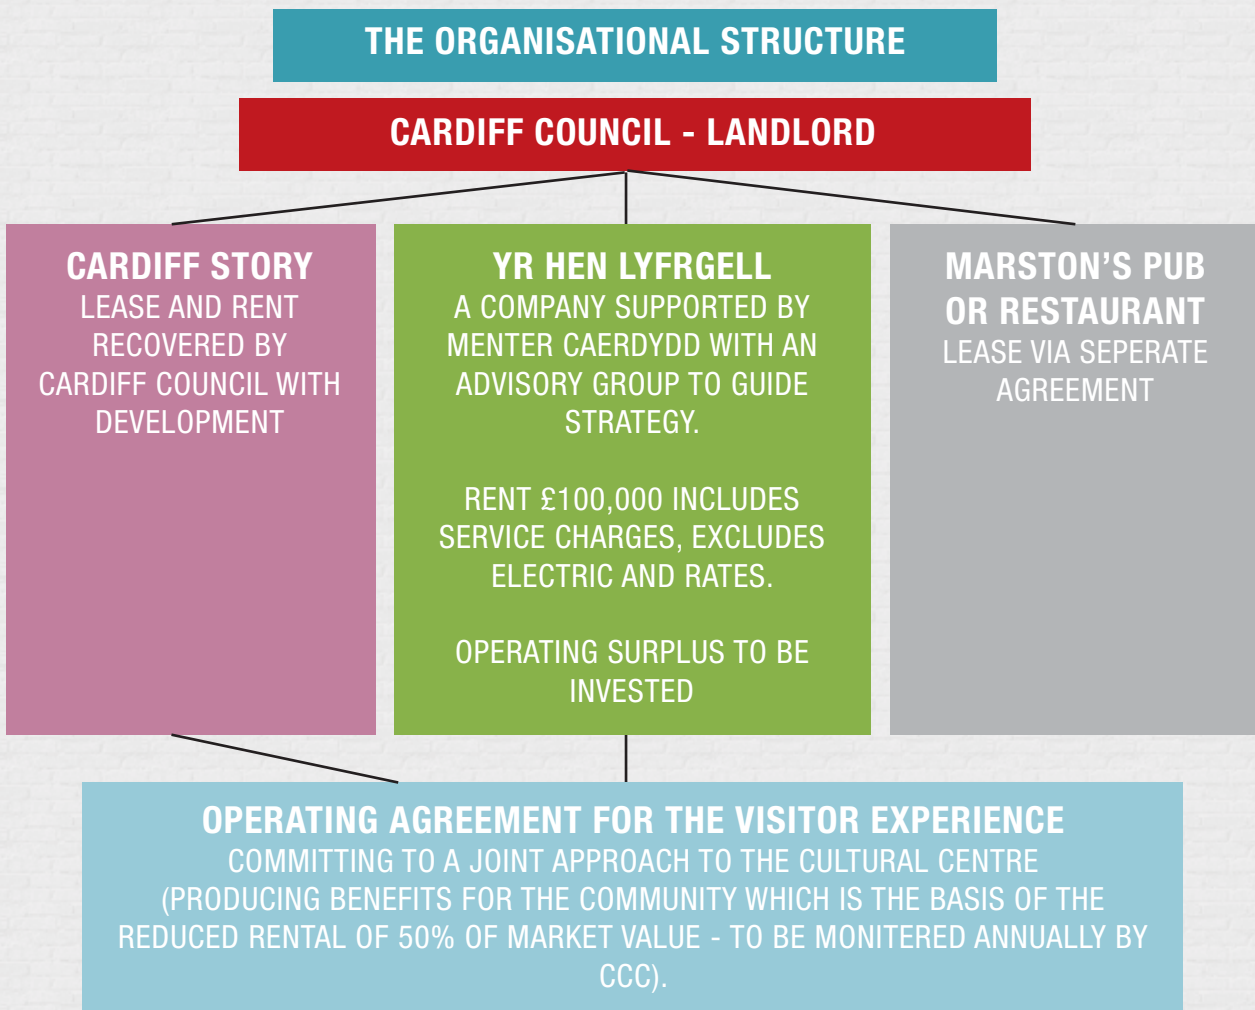 THE ORGANISATIONAL STRUCTURE
CARDIFF COUNCIL - LANDLORD
CARDIFF STORY
LEASE AND RENT
RECOVERED BY
CARDIFF COUNCIL WITH
DEVELOPMENT
YR HEN LYFRGELL
A COMPANY SUPPORTED BY
MENTER CAERDYDD WITH AN
ADVISORY GROUP TO GUIDE
STRATEGY.
RENT £100,000 INCLUDES
SERVICE CHARGES, EXCLUDES
ELECTRIC AND RATES.
OPERATING SURPLUS TO BE
INVESTED
MARSTON'S PUB
OR RESTAURANT
LEASE VIA SEPERATE
AGREEMENT
OPERATING AGREEMENT FOR THE VISITOR EXPERIENCE
COMMITTING TO A JOINT APPROACH TO THE CULTURAL CENTRE
(PRODUCING BENEFITS FOR THE COMMUNITY WHICH IS THE BASIS OF THE
REDUCED RENTAL OF 50% OF MARKET VALUE - TO BE MONITERED ANNUALLY BY
CCC).